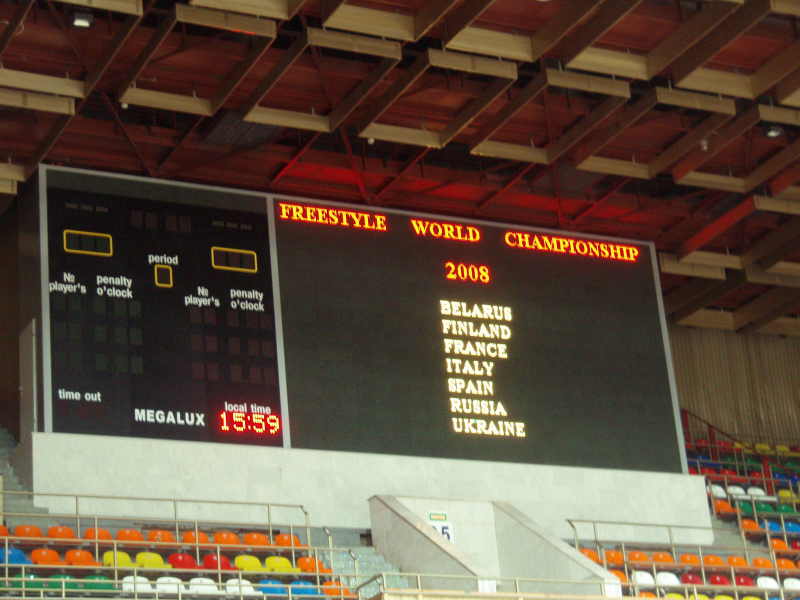 FREESTYLE WORLD CHAMPIONSHIP
2008
BELARUS
FINLAND
FRANCE
ITALY
SPAIN
RUSSIA
UKRAINE
period
№ player's
penalty o'clock
№ player's
penalty o'clock
time out
MEGALUX
local time
15:59